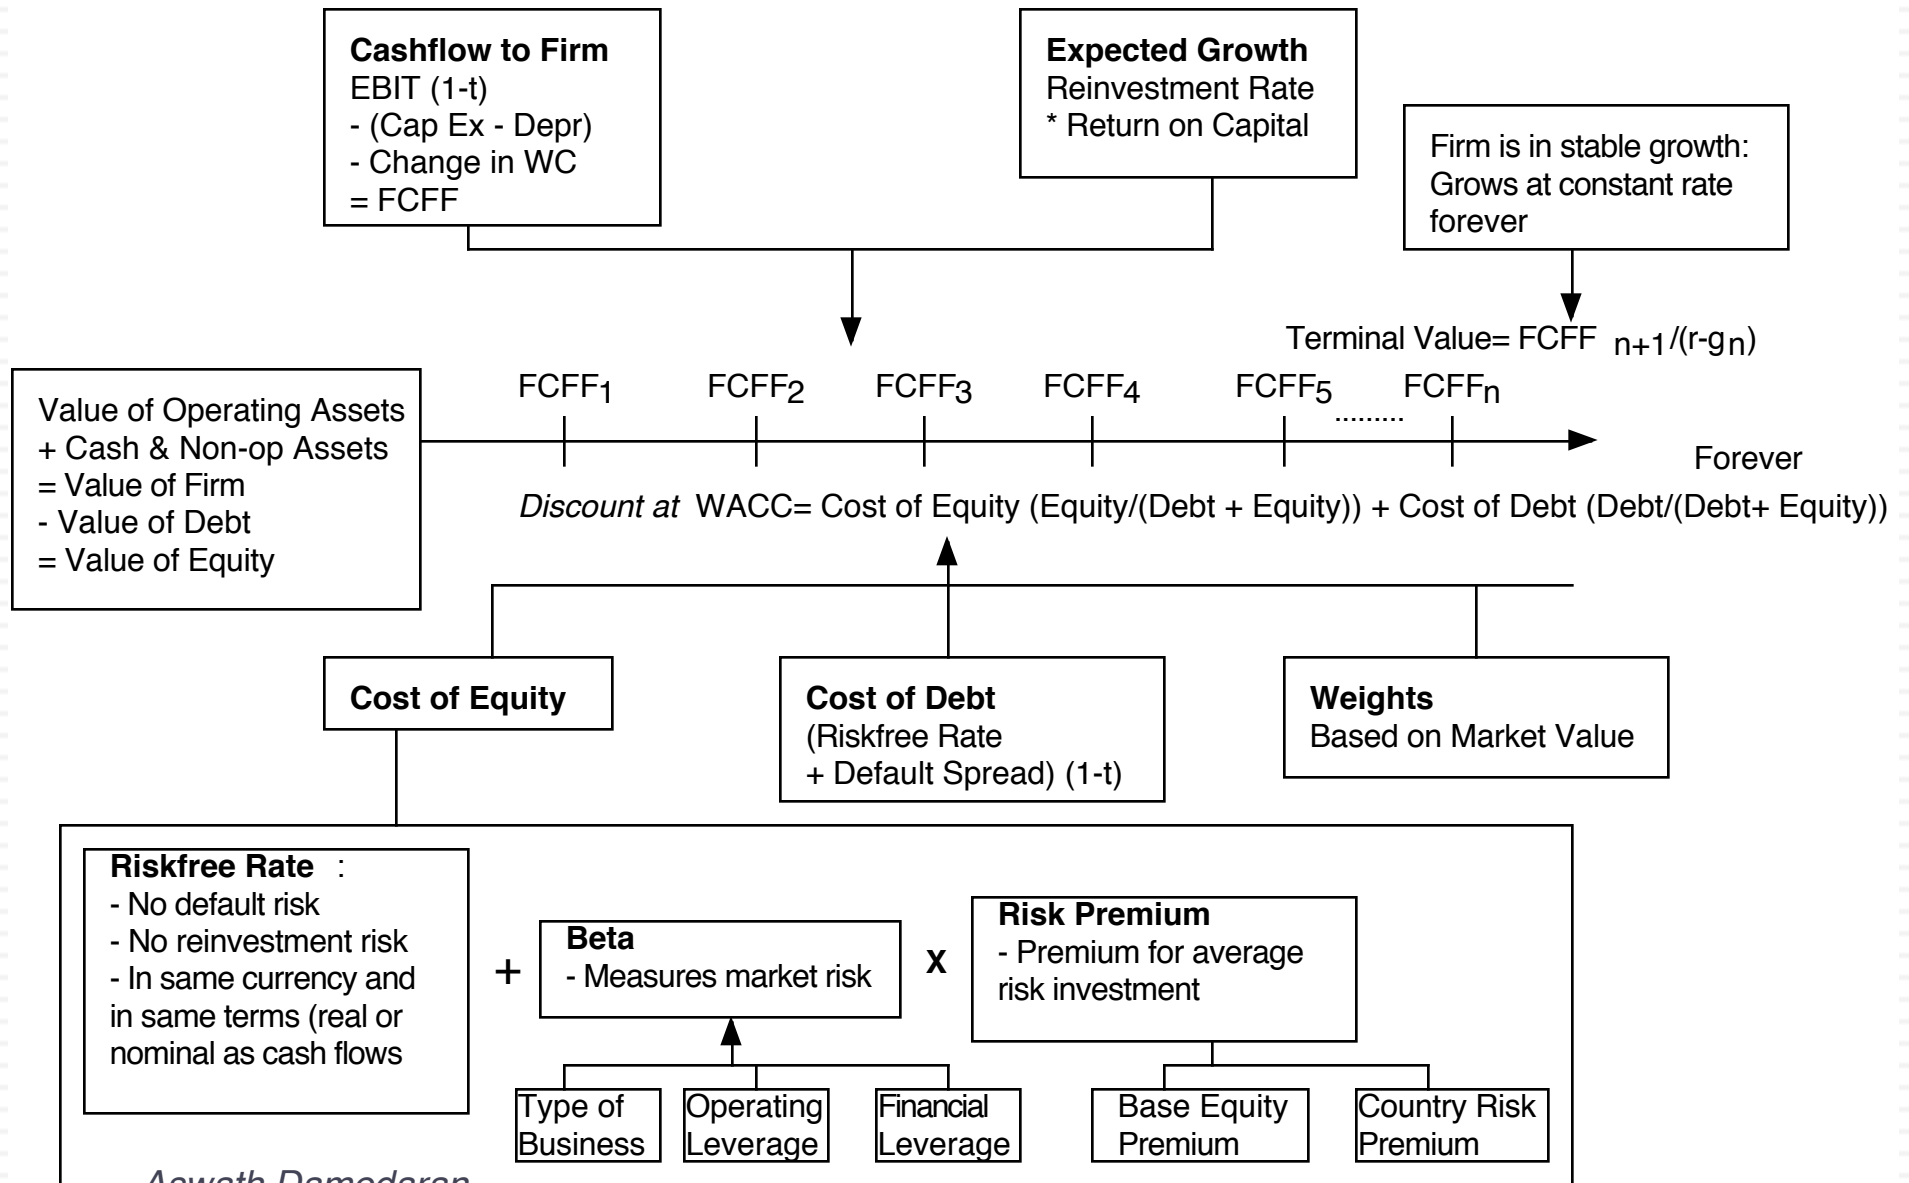 Cashflow to Firm
EBIT (1-t)
- (Cap Ex - Depr)
- Change in WC
= FCFF
Expected Growth
Reinvestment Rate
* Return on Capital
Firm is in stable growth:
Grows at constant rate
forever
Terminal Value= FCFF n+1/(r-gn)
FCFF1 FCFF2 FCFF3 FCFF4 FCFF5 ......... FCFFn
Forever
Value of Operating Assets
+ Cash & Non-op Assets
= Value of Firm
- Value of Debt
= Value of Equity
Discount at WACC= Cost of Equity (Equity/(Debt + Equity)) + Cost of Debt (Debt/(Debt+ Equity))
Cost of Equity
Cost of Debt
(Riskfree Rate
+ Default Spread) (1-t)
Weights
Based on Market Value
Riskfree Rate :
- No default risk
- No reinvestment risk
- In same currency and
in same terms (real or
nominal as cash flows
+
Beta
- Measures market risk
X
Risk Premium
- Premium for average
risk investment
Type of
Business
Operating
Leverage
Financial
Leverage
Base Equity
Premium
Country Risk
Premium
Aswath Damodaran